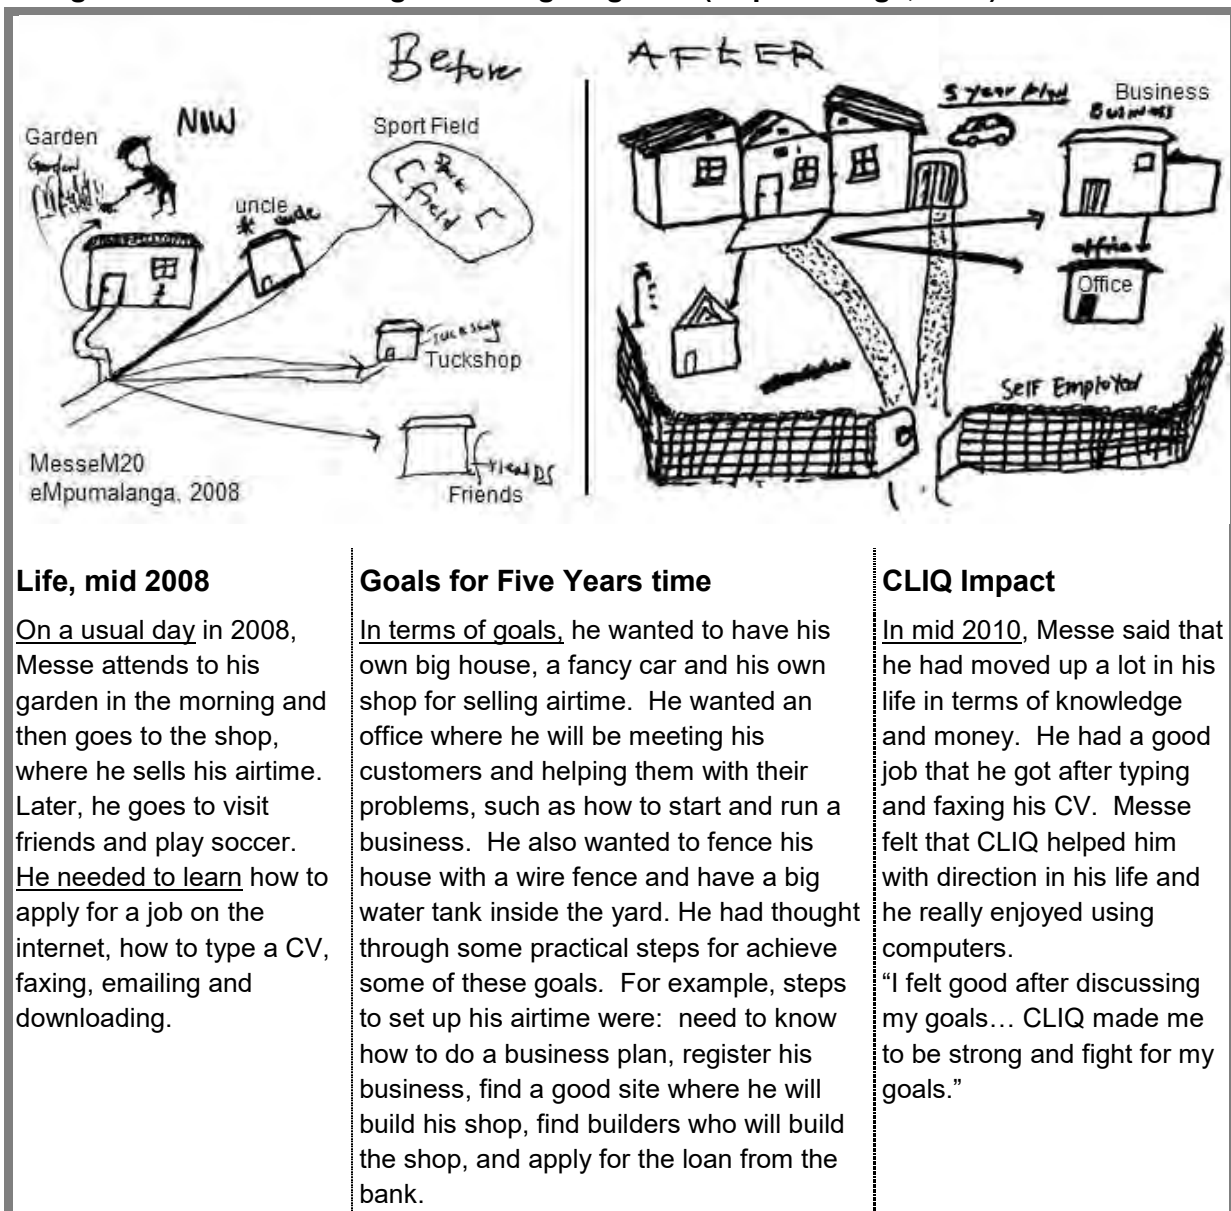 Before
NOW
Garden
Garden
uncle
uncle
Sport Field
Field
Tuckshop
Tuckshop
Friends
Friends
MesseM20
eMpumalanga, 2008
AFtER
5 year plan
Business
Business
office
Office
Self Employed
Life, mid 2008
On a usual day in 2008,
Messe attends to his
garden in the morning and
then goes to the shop,
where he sells his airtime.
Later, he goes to visit
friends and play soccer.
He needed to learn how to
apply for a job on the
internet, how to type a CV,
faxing, emailing and
downloading.
Goals for Five Years time
In terms of goals, he wanted to have his
own big house, a fancy car and his own
shop for selling airtime. He wanted an
office where he will be meeting his
customers and helping them with their
problems, such as how to start and run a
business. He also wanted to fence his
house with a wire fence and have a big
water tank inside the yard. He had thought
through some practical steps for achieve
some of these goals. For example, steps
to set up his airtime were: need to know
how to do a business plan, register his
business, find a good site where he will
build his shop, find builders who will build
the shop, and apply for the loan from the
bank.
CLIQ Impact
In mid 2010, Messe said that
he had moved up a lot in his
life in terms of knowledge
and money. He had a good
job that he got after typing
and faxing his CV. Messe
felt that CLIQ helped him
with direction in his life and
he really enjoyed using
computers.
“I felt good after discussing
my goals… CLIQ made me
to be strong and fight for my
goals.”